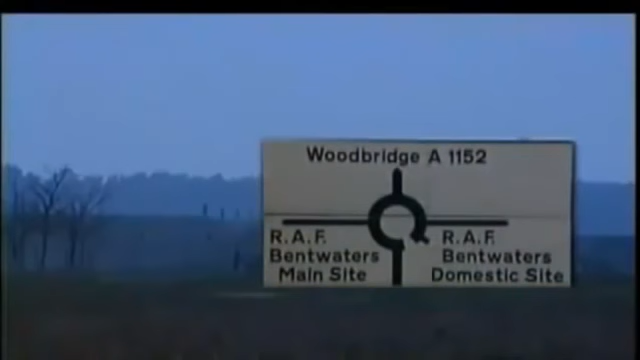 Woodbridge A 1152
R.A.F.
Bentwaters
Main Site
R.A.F.
Bentwaters
Domestic Site